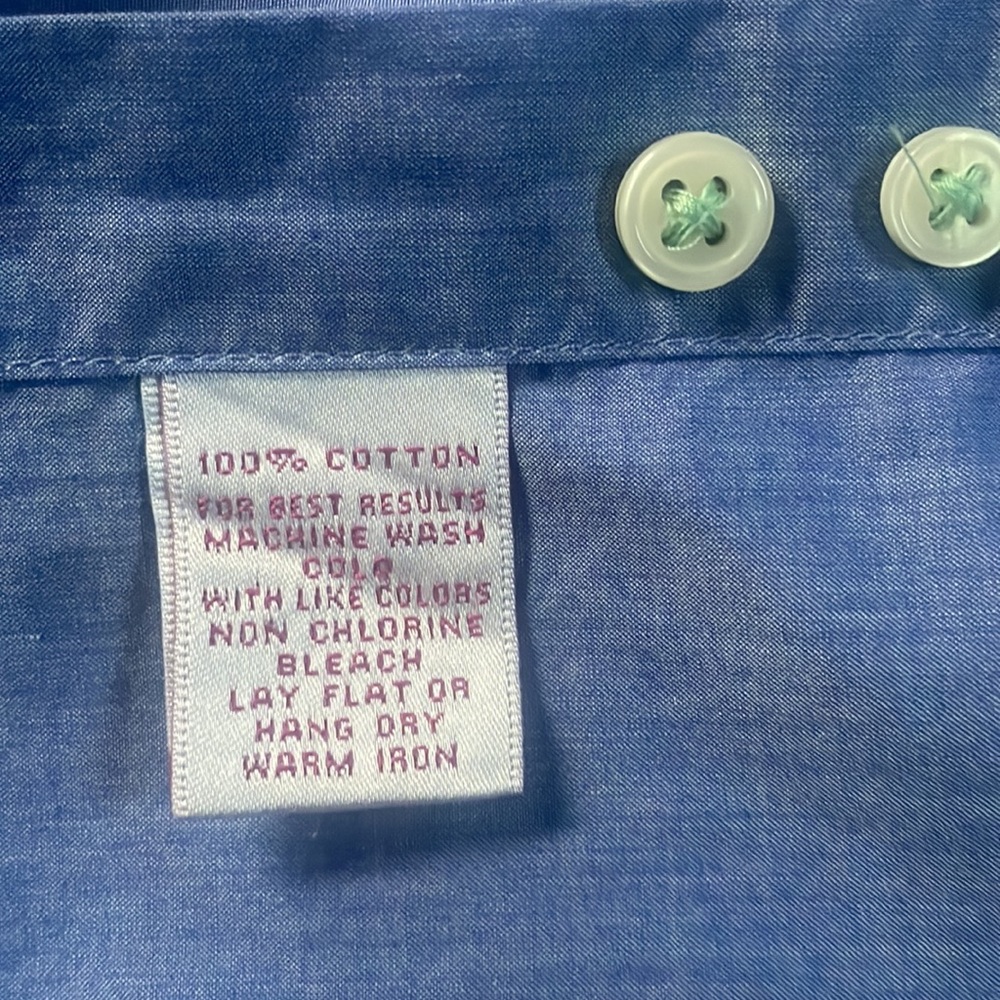 100% COTTON
FOR BEST RESULTS
MACHINE WASH
COLD
WITH LIKE COLORS
NON CHLORINE
BLEACH
LAY FLAT OR
HANG DRY
WARM IRON